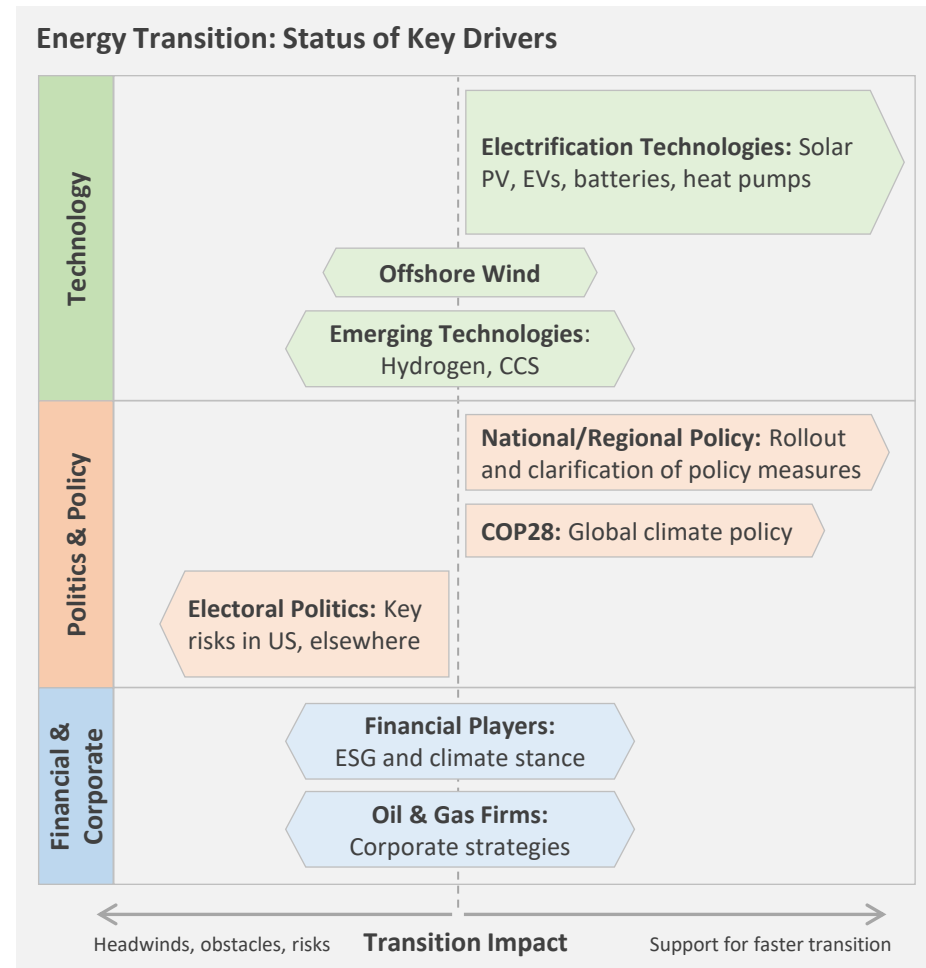 Energy Transition: Status of Key Drivers
Technology
Electrification Technologies: Solar
PV, EVs, batteries, heat pumps
Offshore Wind
Emerging Technologies:
Hydrogen, CCS
Politics & Policy
National/Regional Policy: Rollout
and clarification of policy measures
COP28: Global climate policy
Electoral Politics: Key
risks in US, elsewhere
Financial &
Corporate
Financial Players:
ESG and climate stance
Oil & Gas Firms:
Corporate strategies
Headwinds, obstacles, risks
Transition Impact
Support for faster transition